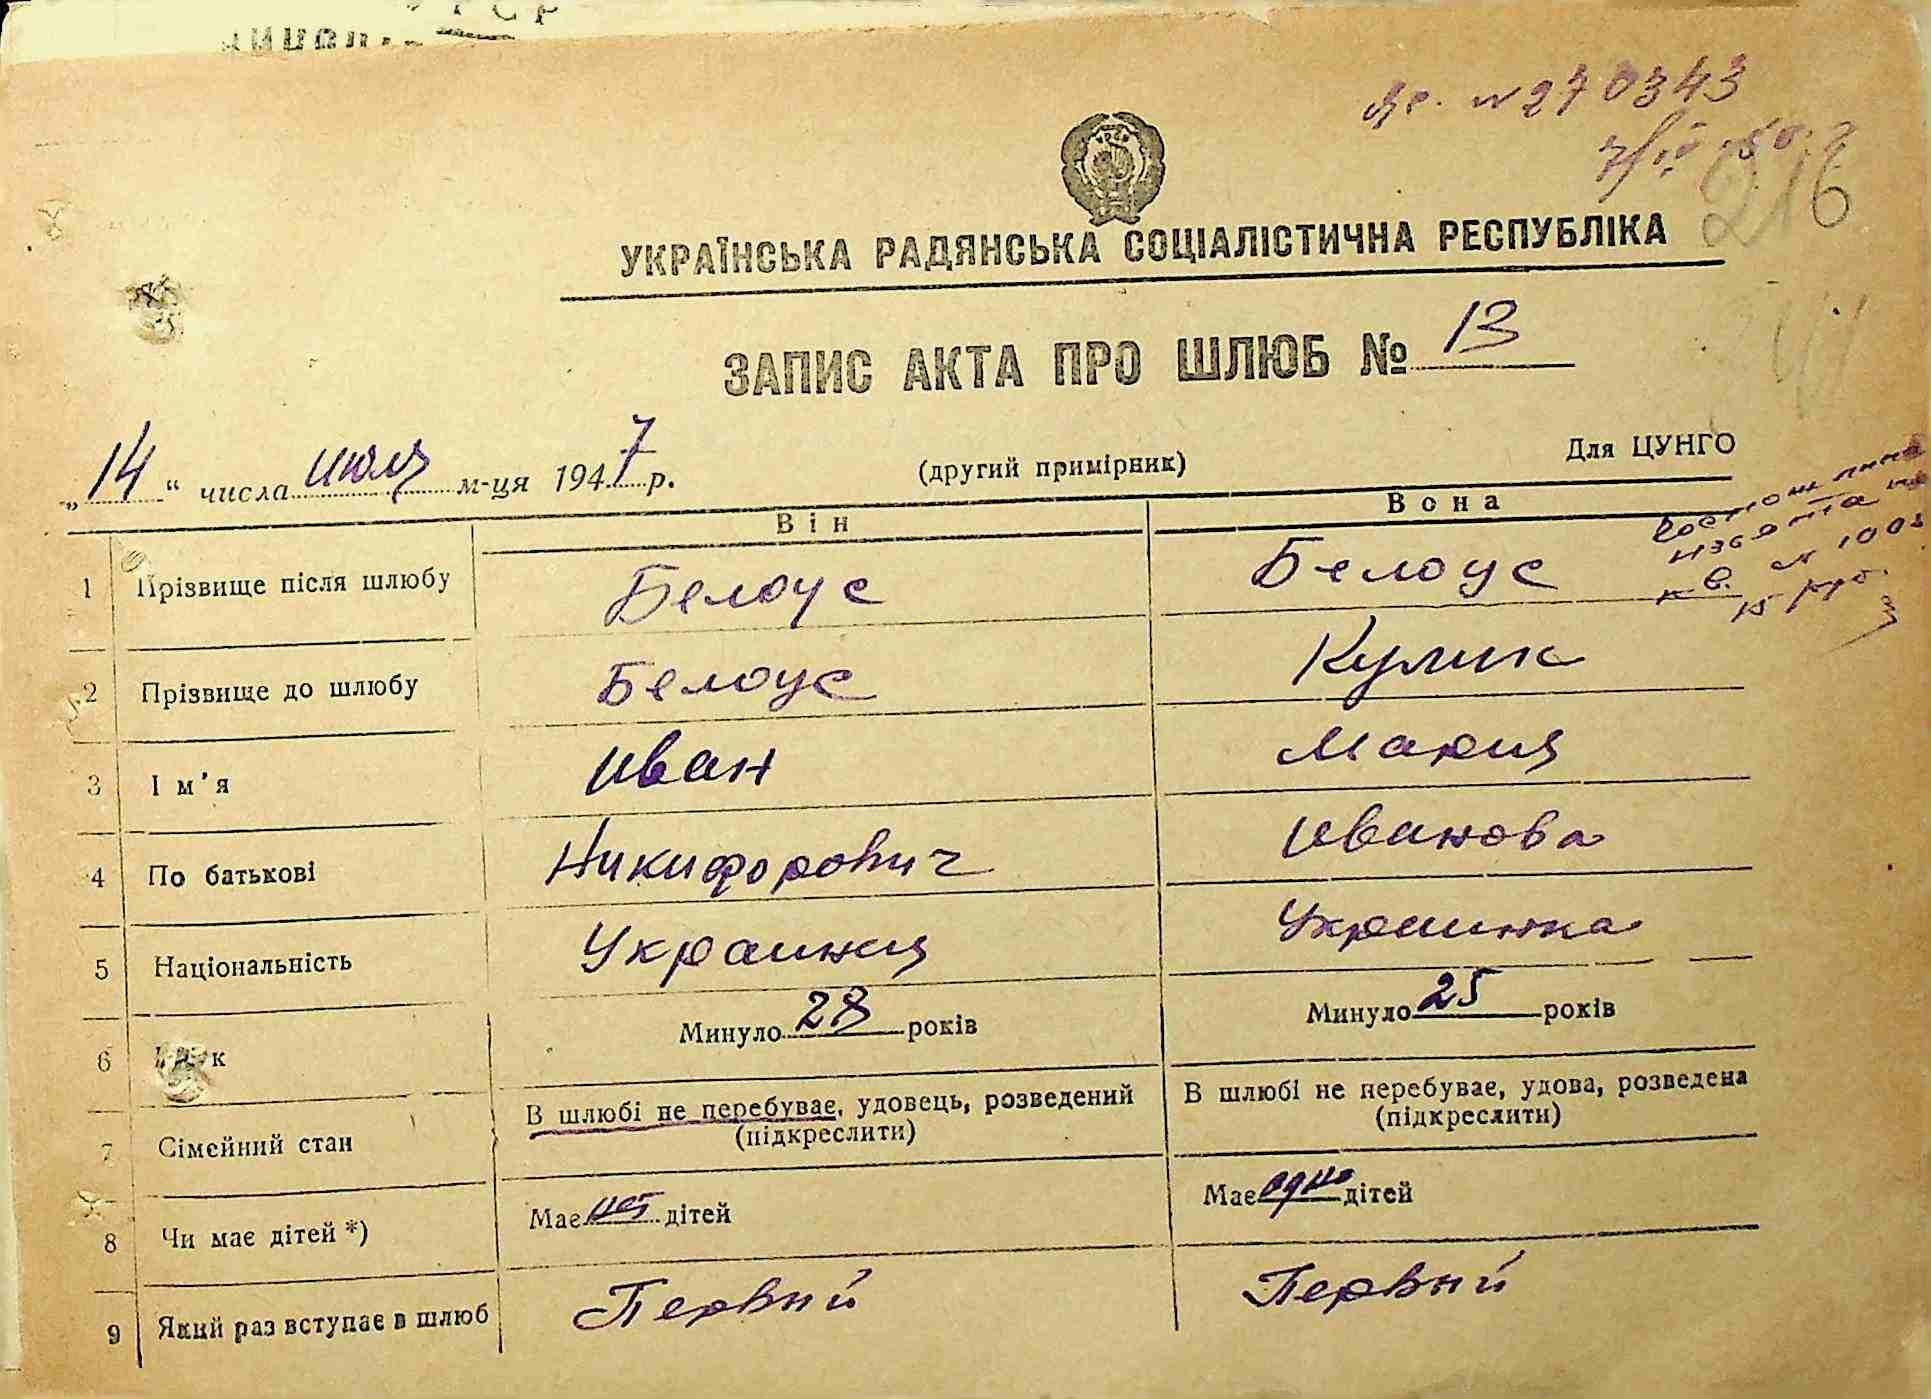 УКРАЇНСЬКА РАДЯНСЬКА СОЦІАЛІСТИЧНА РЕСПУБЛІКА
№ 270343
216
ЗАПИС АКТА ПРО ШЛЮБ № 13
„14“ числа июля м-ця 1947 р.
(другий примірник)
Для ЦУНГО
Він Вона
1 Прізвище після шлюбу Белоус Белоус
2 Прізвище до шлюбу Белоус Кулик
3 Ім'я Иван Мария
4 По батькові Никифорович Иванова
5 Національність Украинец Украинка
6 Минуло 28 років Минуло 25 років
7 Сімейний стан В шлюбі не перебуває, удовець, розведений В шлюбі не перебуває, удова, розведена
(підкреслити) (підкреслити)
8 Чи має дітей *) Має нет дітей Має одно дітей
9 Який раз вступає в шлюб Первый Первый
15